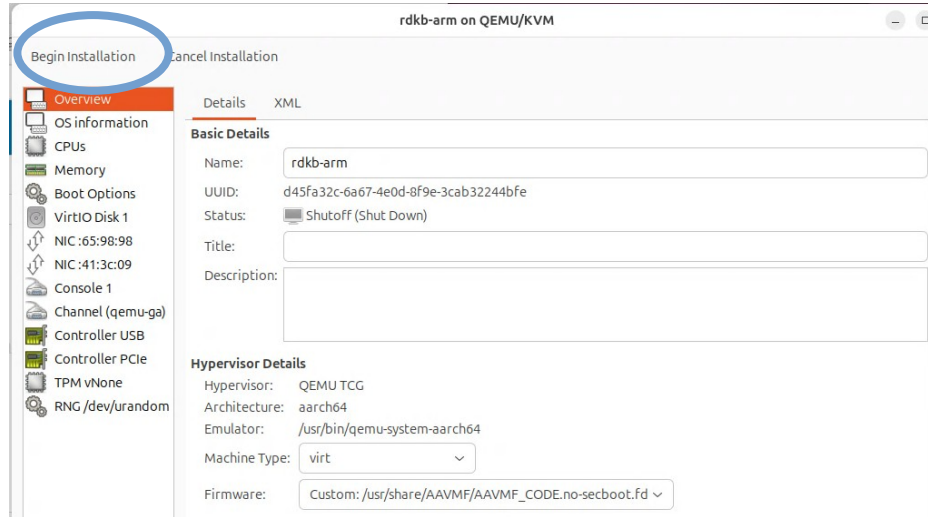 rdkb-arm on QEMU/KVM
Begin Installation
Cancel Installation
Overview
OS information
CPUs
Memory
Boot Options
VirtIO Disk 1
NIC :65:98:98
NIC :41:3c:09
Console 1
Channel (qemu-ga)
Controller USB
Controller PCIe
TPM vNone
RNG /dev/urandom
Details XML
Basic Details
Name: rdkb-arm
UUID: d45fa32c-6a67-4e0d-8f9e-3cab32244bfe
Status: Shutoff (Shut Down)
Title:
Description:
Hypervisor Details
Hypervisor: QEMU TCG
Architecture: aarch64
Emulator: /usr/bin/qemu-system-aarch64
Machine Type: virt
Firmware: Custom: /usr/share/AAVMF/AAVMF_CODE.no-secboot.fd